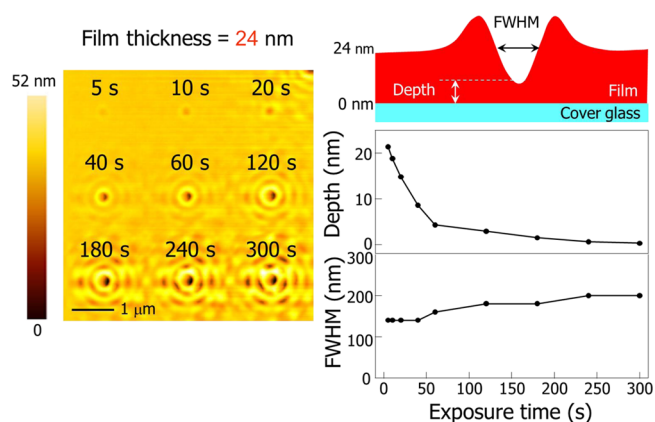 Film thickness = 24 nm
52 nm
0
5 s 10 s 20 s
40 s 60 s 120 s
180 s 240 s 300 s
1 μm
FWHM
24 nm
Depth
Film
0 nm
Cover glass
Depth (nm)
20
10
0
FWHM (nm)
300
200
100
0
0 50 100 150 200 250 300
Exposure time (s)